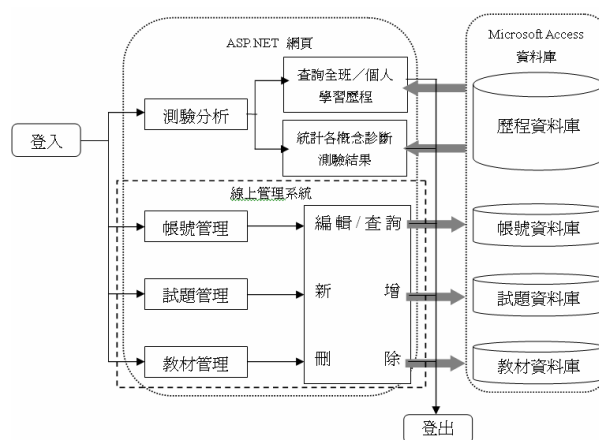 ASP.NET 網頁
Microsoft Access
資料庫
查詢全班／個人
學習歷程
歷程資料庫
測驗分析
登入
統計各概念診斷
測驗結果
線上管理系統
帳號管理
編輯/查詢
帳號資料庫
試題管理
新 增
試題資料庫
教材管理
刪 除
教材資料庫
登出